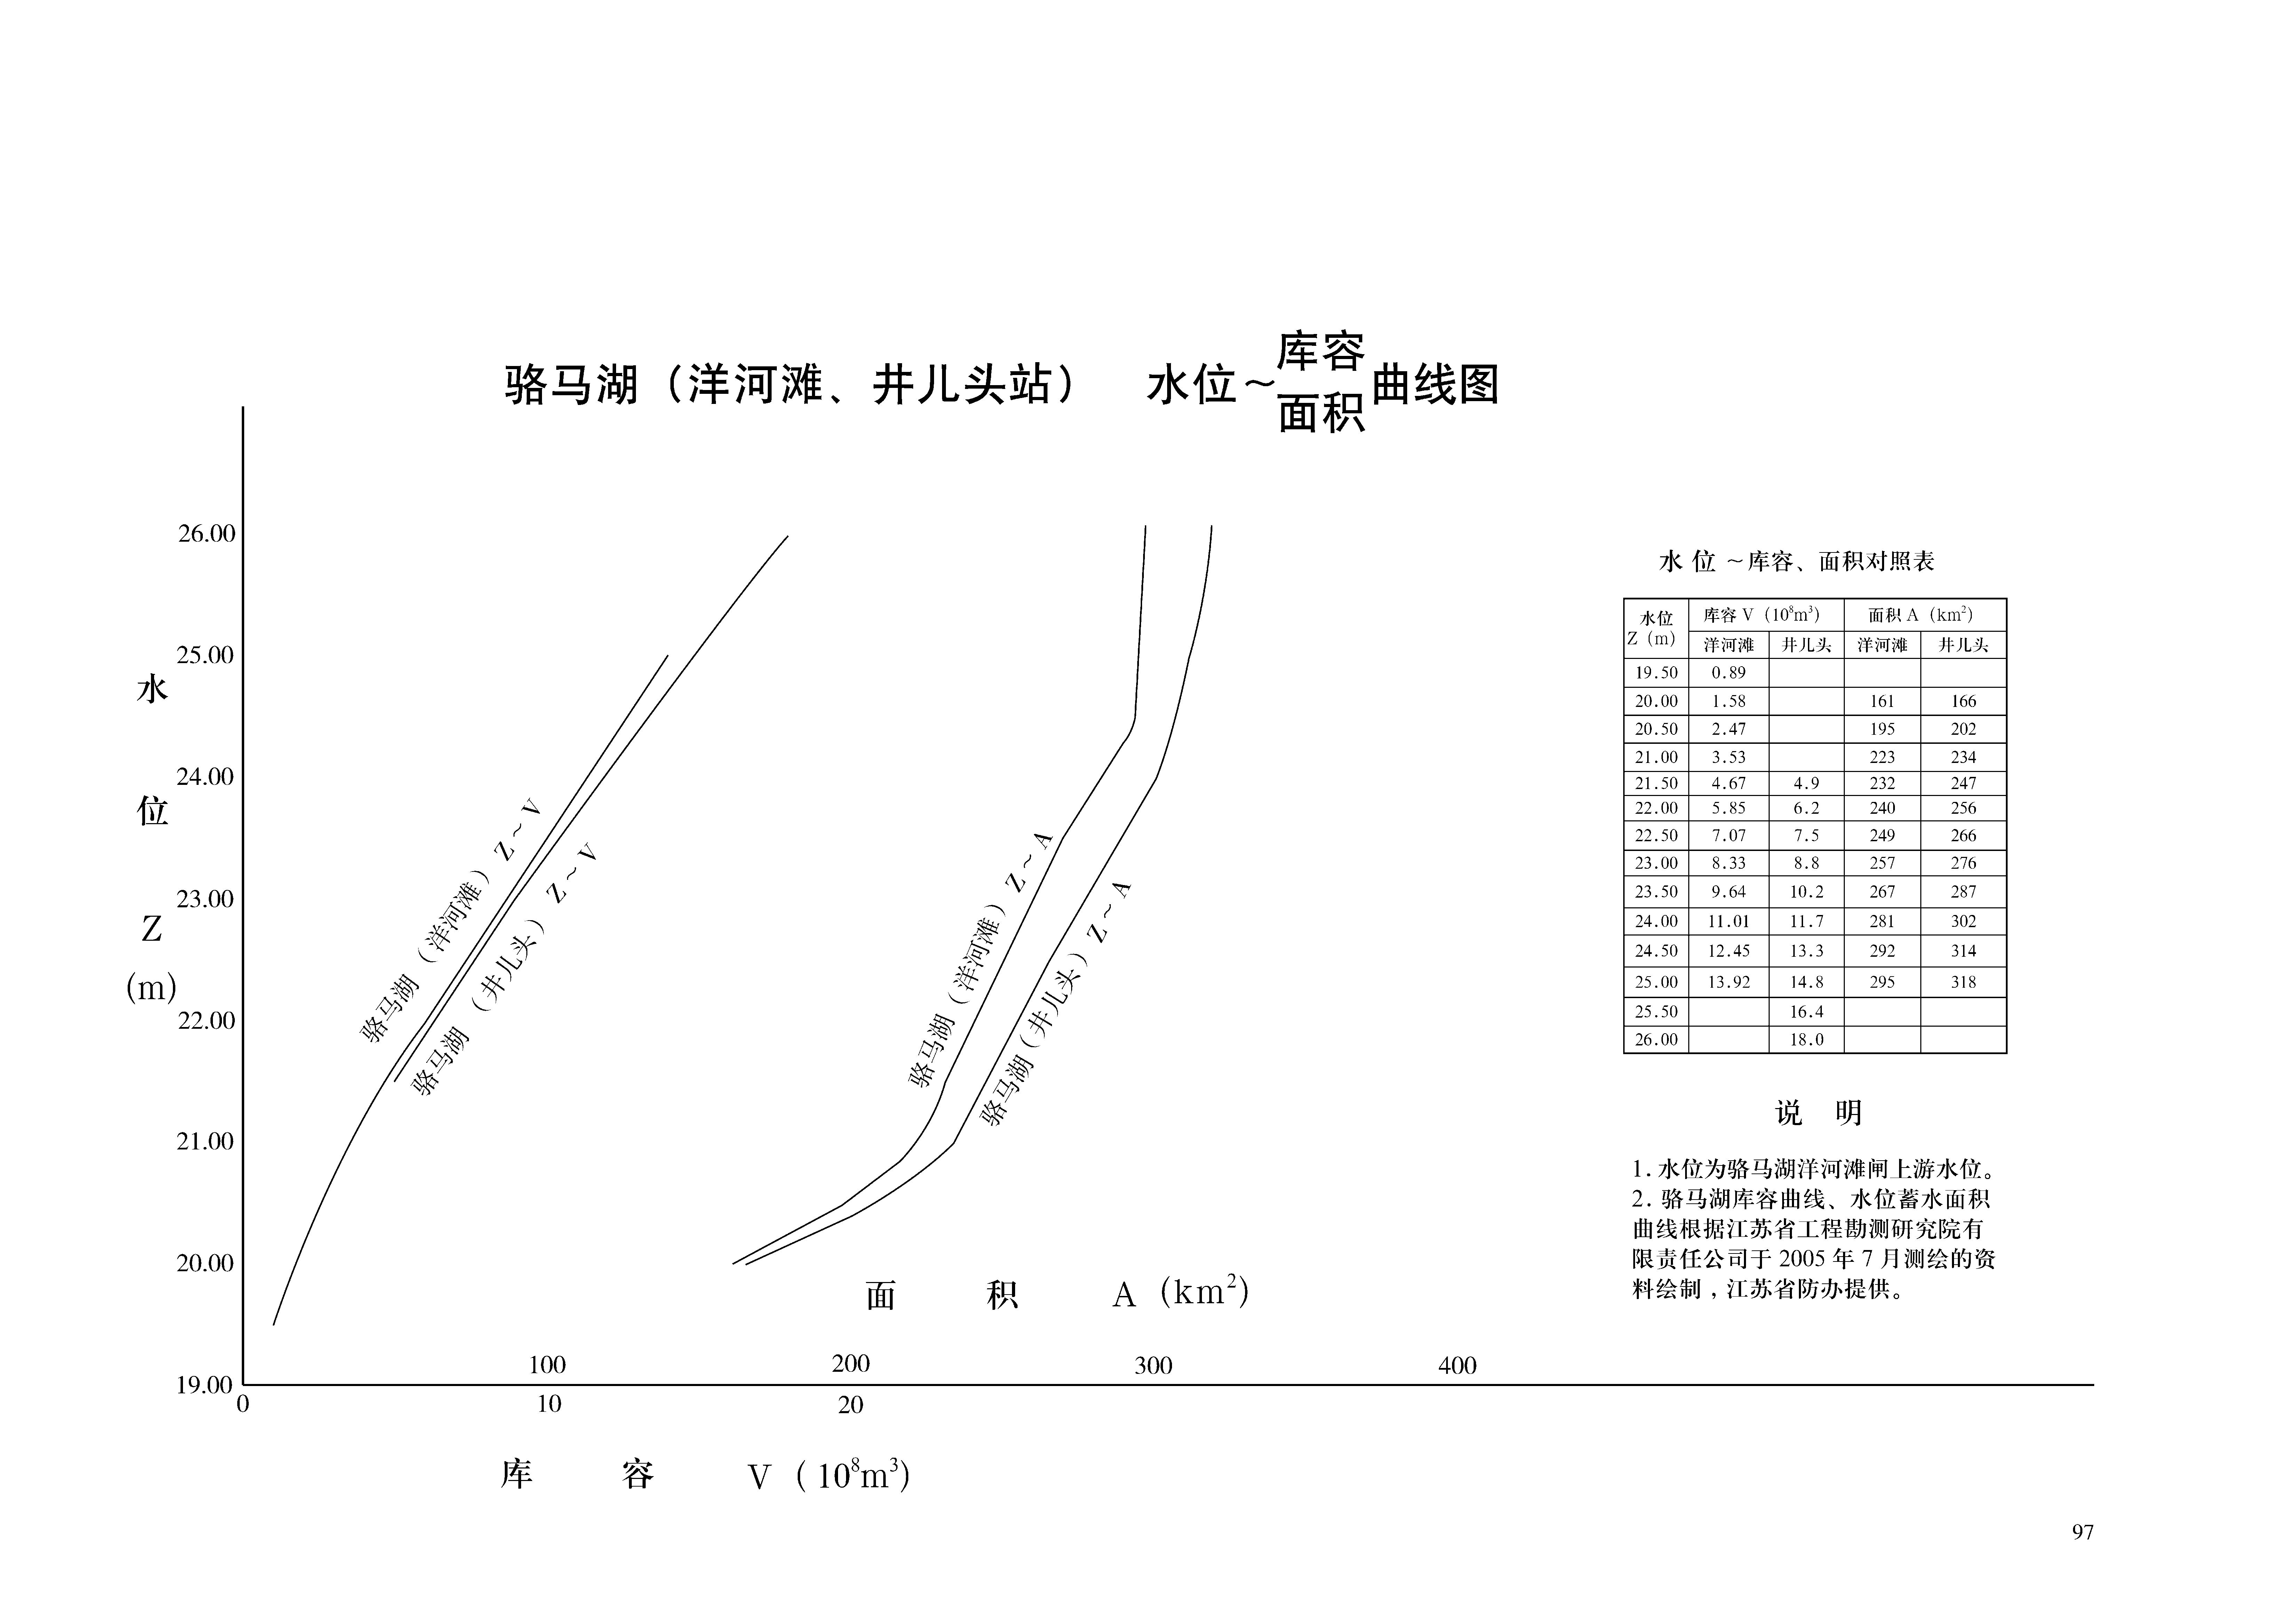 骆马湖（洋河滩、井儿头站） 水位～库容面积曲线图
26.00
25.00
24.00
23.00
22.00
21.00
20.00
19.00
水
位
Z
(m)
骆马湖（洋河滩）Z～V
骆马湖（井儿头）Z～V
骆马湖（洋河滩）Z～A
骆马湖（井儿头）Z～A
面 积 A (km²)
100 200 300 400
0 10 20
库 容 V (10⁸m³)
水位～库容、面积对照表
水位 Z (m) 库容 V (10⁸m³) 面积 A (km²)
洋河滩 井儿头 洋河滩 井儿头
19.50 0.89
20.00 1.58 161 166
20.50 2.47 195 202
21.00 3.53 223 234
21.50 4.67 4.9 232 247
22.00 5.85 6.2 240 256
22.50 7.07 7.5 249 266
23.00 8.33 8.8 257 276
23.50 9.64 10.2 267 287
24.00 11.01 11.7 281 302
24.50 12.45 13.3 292 314
25.00 13.92 14.8 295 318
25.50 16.4
26.00 18.0
说 明
1. 水位为骆马湖洋河滩闸上游水位。
2. 骆马湖库容曲线、水位蓄水面积
曲线根据江苏省工程勘测研究院有
限责任公司于 2005 年 7 月测绘的资
料绘制，江苏省防办提供。
97